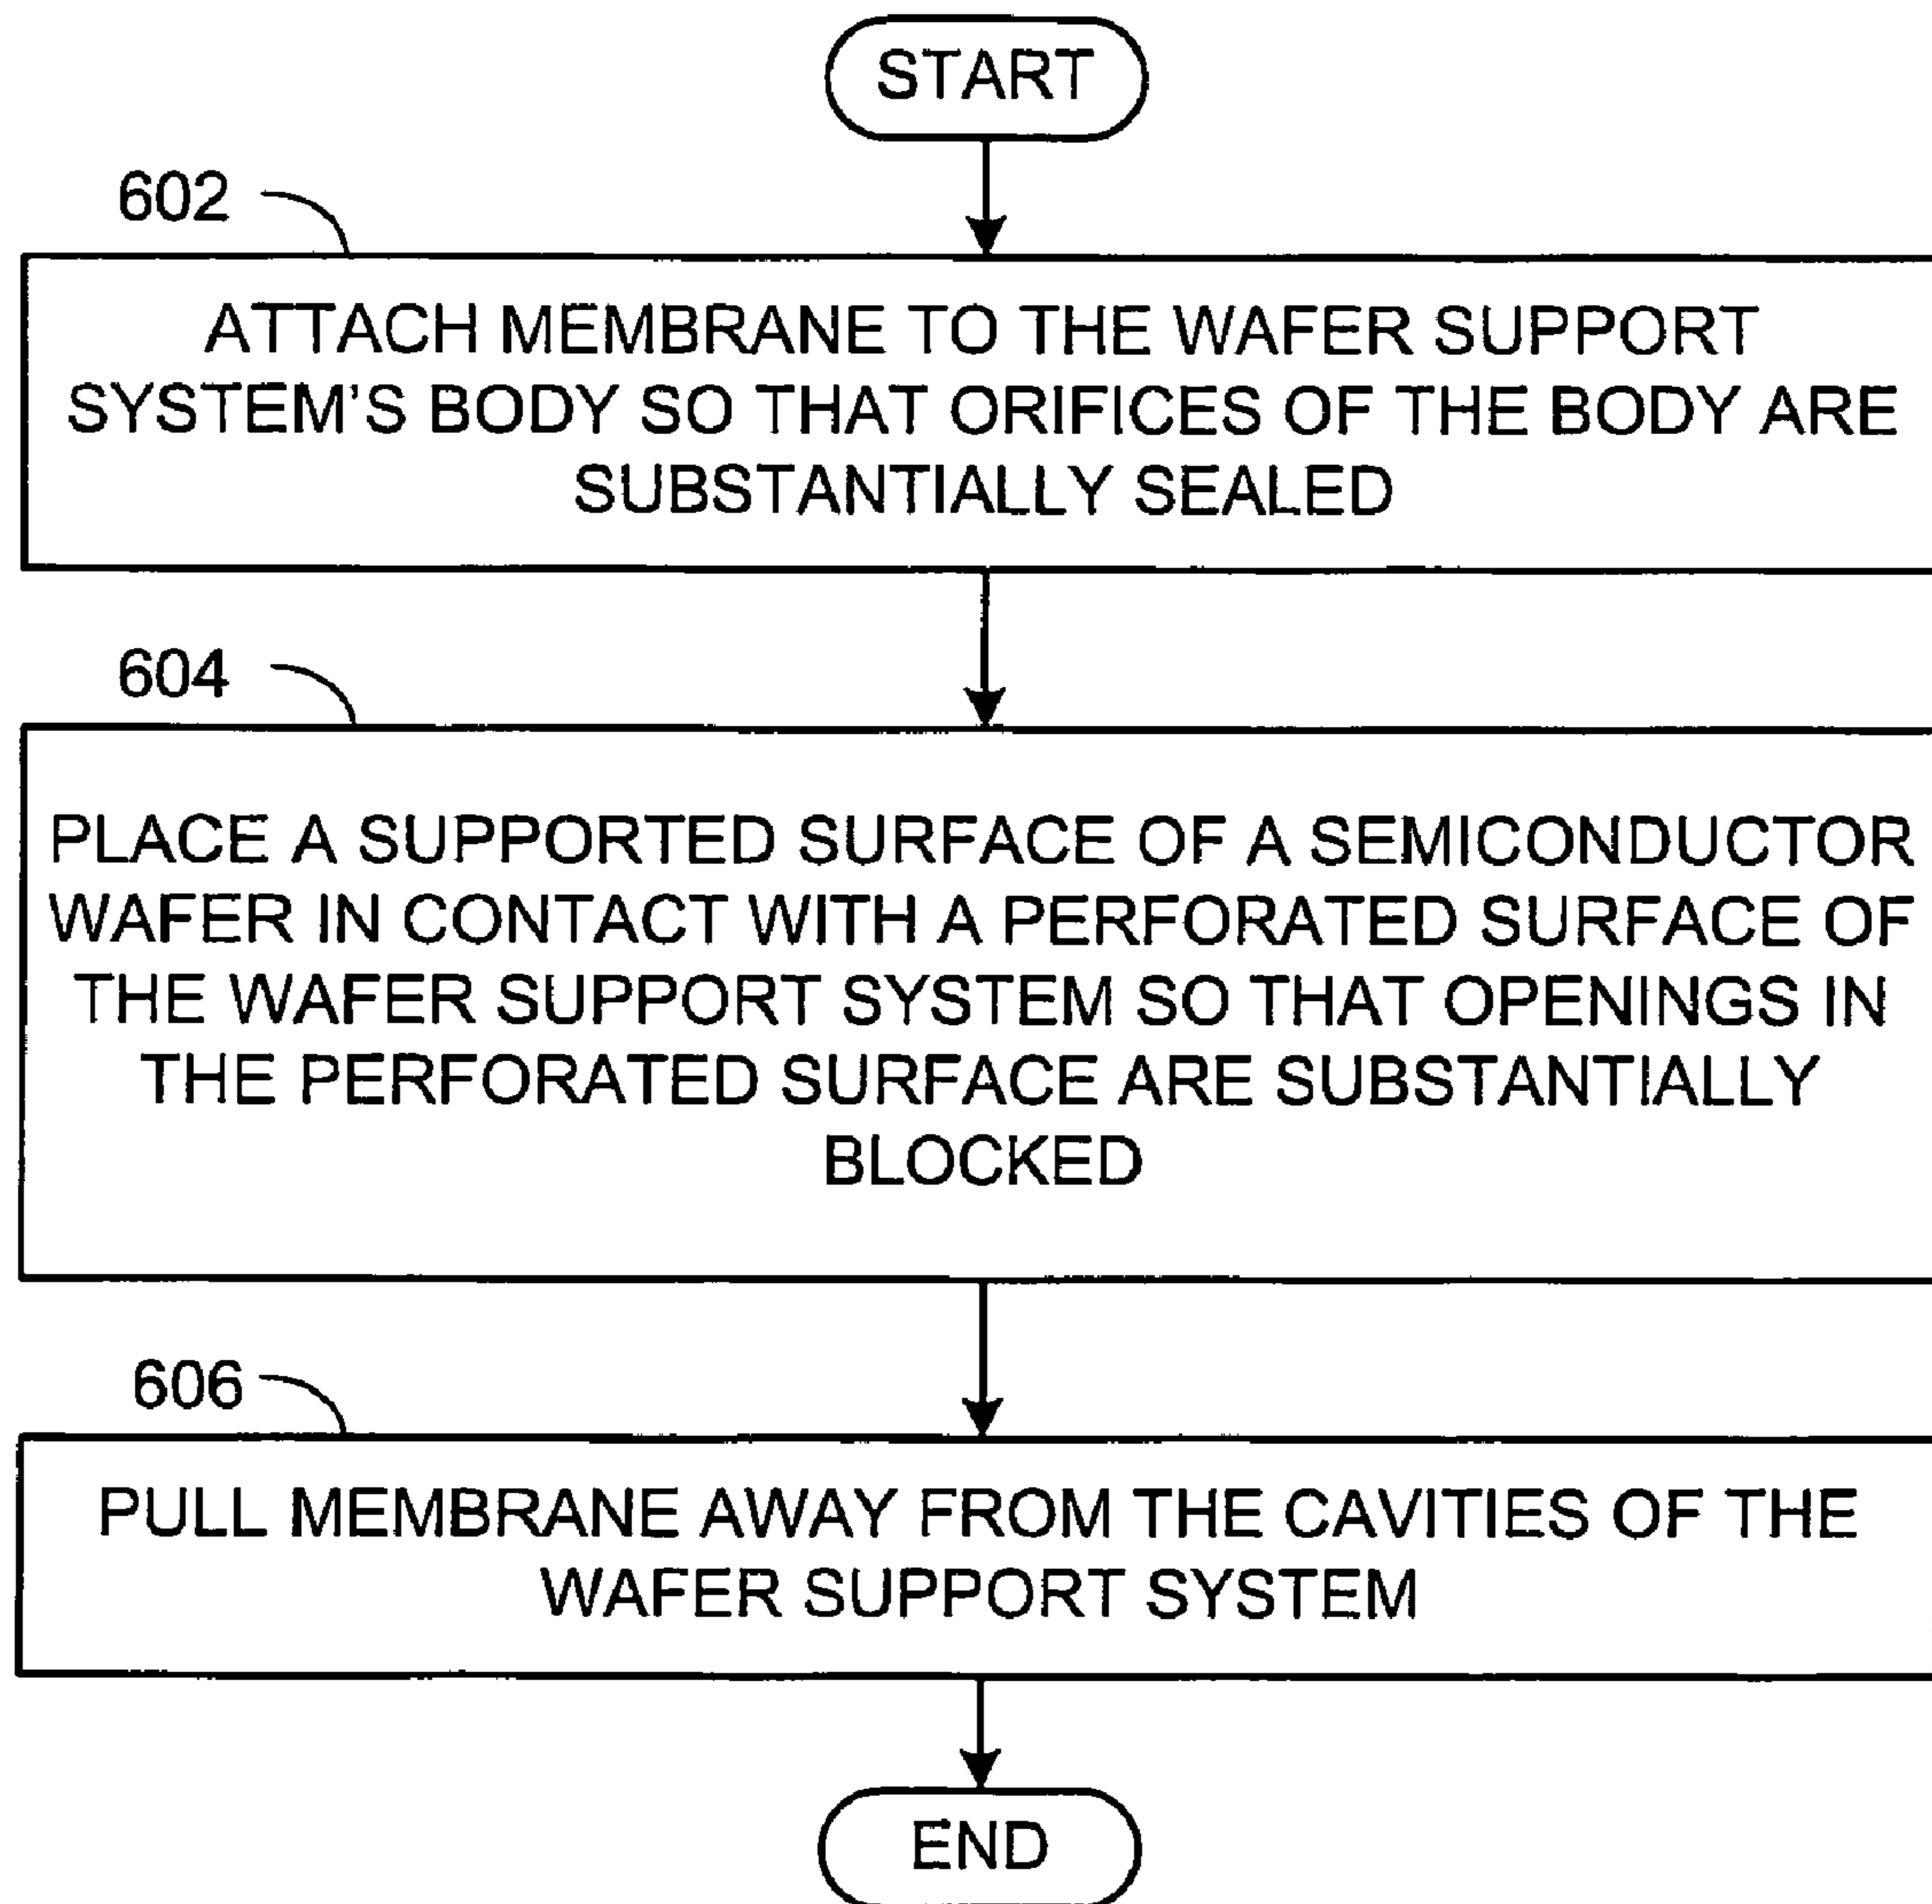 START
602
ATTACH MEMBRANE TO THE WAFER SUPPORT
SYSTEM'S BODY SO THAT ORIFICES OF THE BODY ARE
SUBSTANTIALLY SEALED
604
PLACE A SUPPORTED SURFACE OF A SEMICONDUCTOR
WAFER IN CONTACT WITH A PERFORATED SURFACE OF
THE WAFER SUPPORT SYSTEM SO THAT OPENINGS IN
THE PERFORATED SURFACE ARE SUBSTANTIALLY
BLOCKED
606
PULL MEMBRANE AWAY FROM THE CAVITIES OF THE
WAFER SUPPORT SYSTEM
END